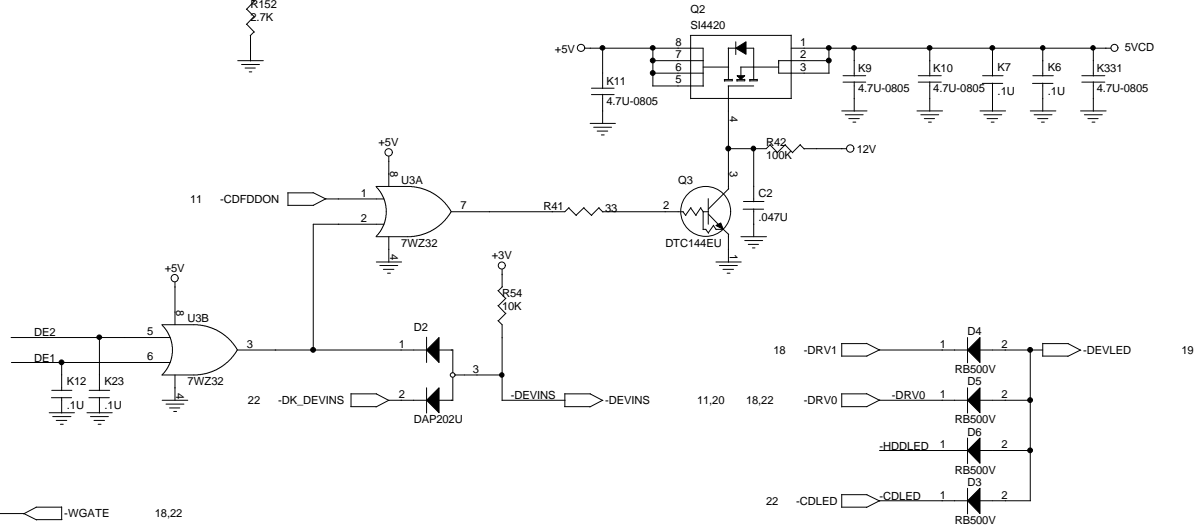 R152
2.7K
Q2
SI4420
+5V
8
7
6
5
1
2
3
5VCD
K11
4.7U-0805
K9
4.7U-0805
K10
4.7U-0805
K7
.1U
K6
.1U
K331
4.7U-0805
4
R42
100K
12V
+5V
8
U3A
11 -CDFDDON
1
2
7
7WZ32
4
R41
33
2
Q3
3
DTC144EU
1
C2
.047U
+5V
8
U3B
DE2
5
DE1
6
3
7WZ32
4
K12
.1U
K23
.1U
+3V
R54
10K
D2
1
3
22 -DK_DEVINS
2
DAP202U
-DEVINS
-DEVINS 11,20
18 -DRV1
1
D4
2
RB500V
-DEVLED 19
18,22 -DRV0
-DRV0
1
D5
2
RB500V
-HDDLED
1
D6
2
RB500V
22 -CDLED
-CDLED
1
D3
2
RB500V
-WGATE 18,22